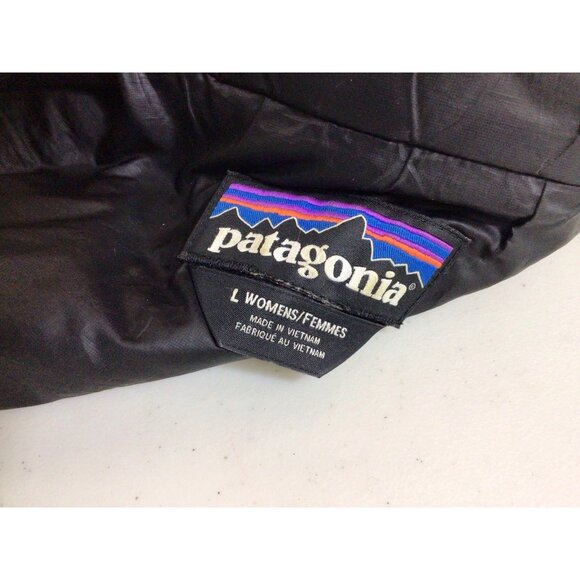 patagonia®
L WOMENS/FEMMES
MADE IN VIETNAM
FABRIQUÉ AU VIETNAM